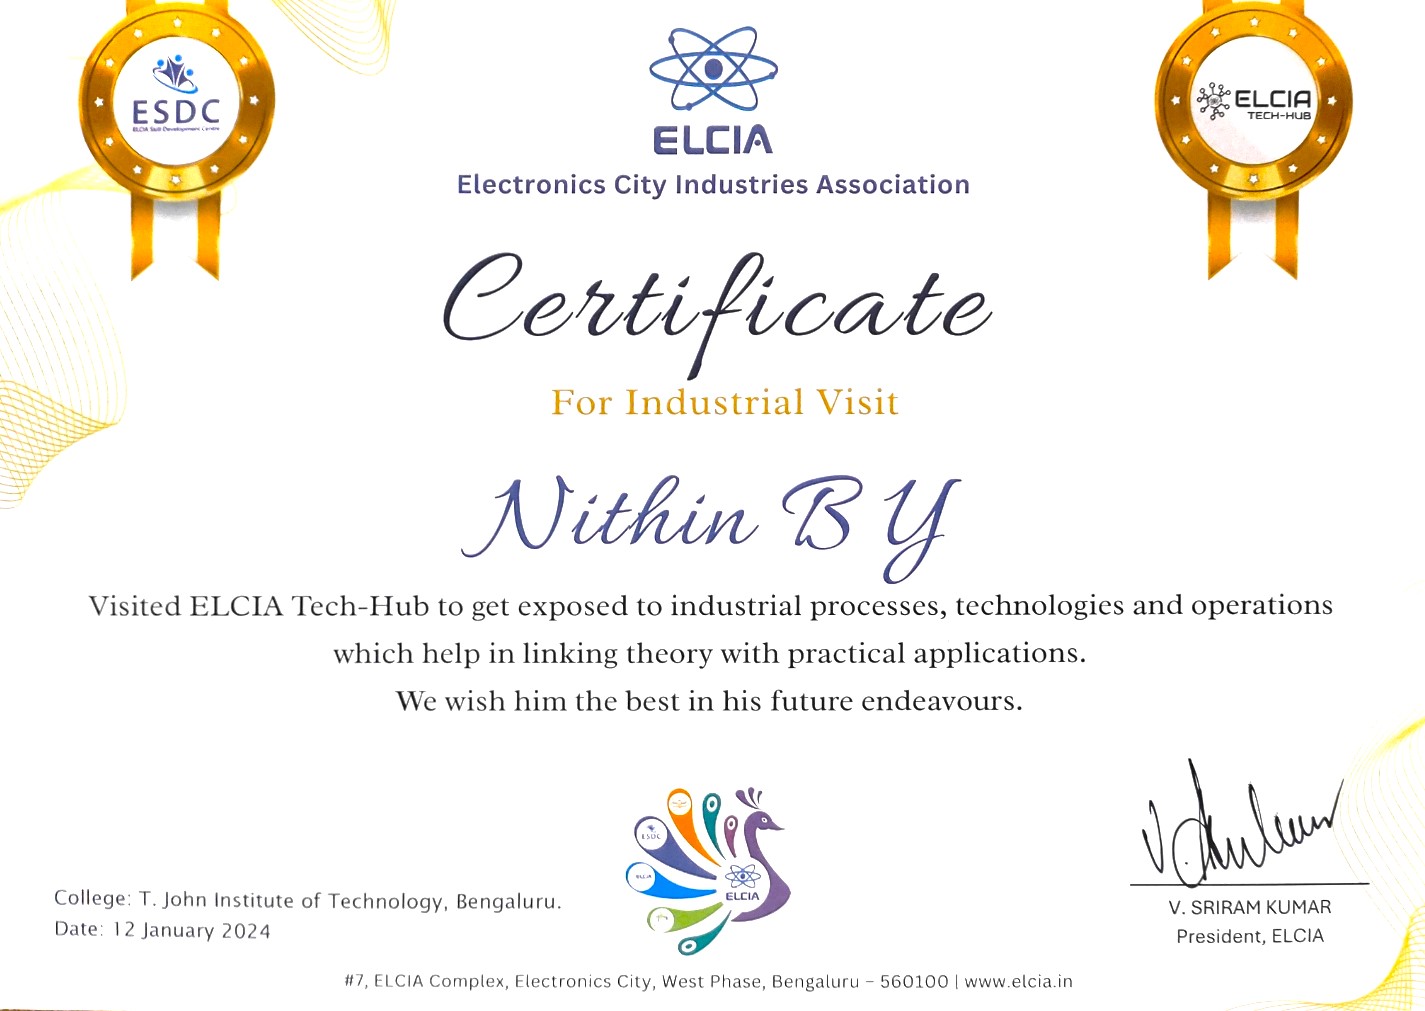 ESDC
ELCIA Skill Development Centre
ELCIA
TECH-HUB
ELCIA
Electronics City Industries Association
Certificate
For Industrial Visit
Nithin B Y
Visited ELCIA Tech-Hub to get exposed to industrial processes, technologies and operations
which help in linking theory with practical applications.
We wish him the best in his future endeavours.
ESDC
ELCIA
ELCIA
College: T. John Institute of Technology, Bengaluru.
Date: 12 January 2024
V. SRIRAM KUMAR
President, ELCIA
#7, ELCIA Complex, Electronics City, West Phase, Bengaluru – 560100 | www.elcia.in